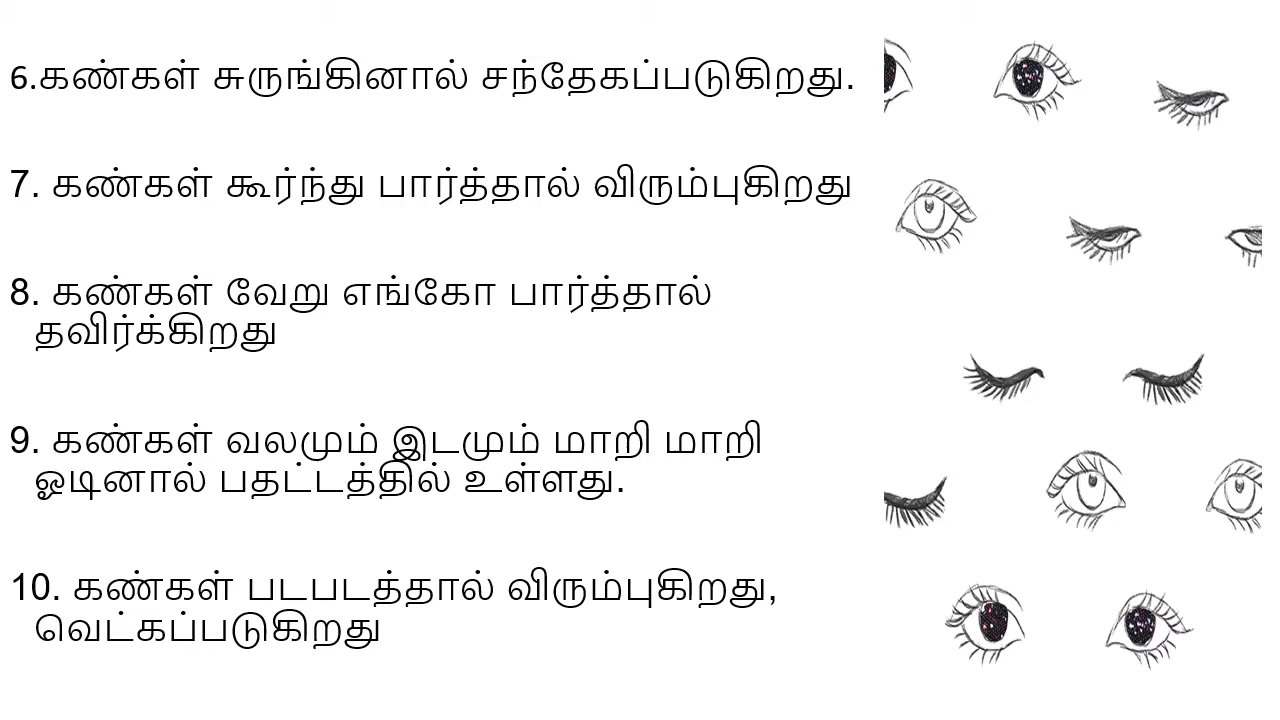 6.கண்கள் சுருங்கினால் சந்தேகப்படுகிறது.
7. கண்கள் கூர்ந்து பார்த்தால் விரும்புகிறது
8. கண்கள் வேறு எங்கோ பார்த்தால்
தவிர்க்கிறது
9. கண்கள் வலமும் இடமும் மாறி மாறி
ஓடினால் பதட்டத்தில் உள்ளது.
10. கண்கள் படபடத்தால் விரும்புகிறது,
வெட்கப்படுகிறது